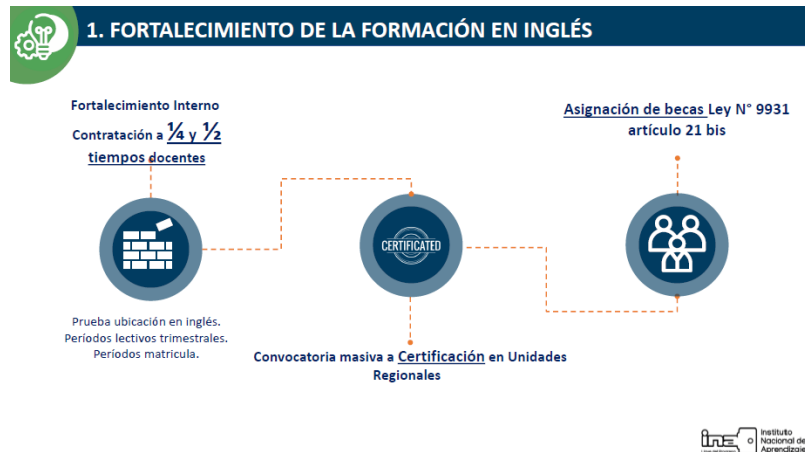 1. FORTALECIMIENTO DE LA FORMACIÓN EN INGLÉS
Fortalecimiento Interno
Contratación a ¼ y ½
tiempos docentes
Prueba ubicación en inglés.
Períodos lectivos trimestrales.
Períodos matricula.
CERTIFICATED
Convocatoria masiva a Certificación en Unidades
Regionales
Asignación de becas Ley N° 9931
artículo 21 bis
ina
Instituto
Nacional de
Aprendizaje